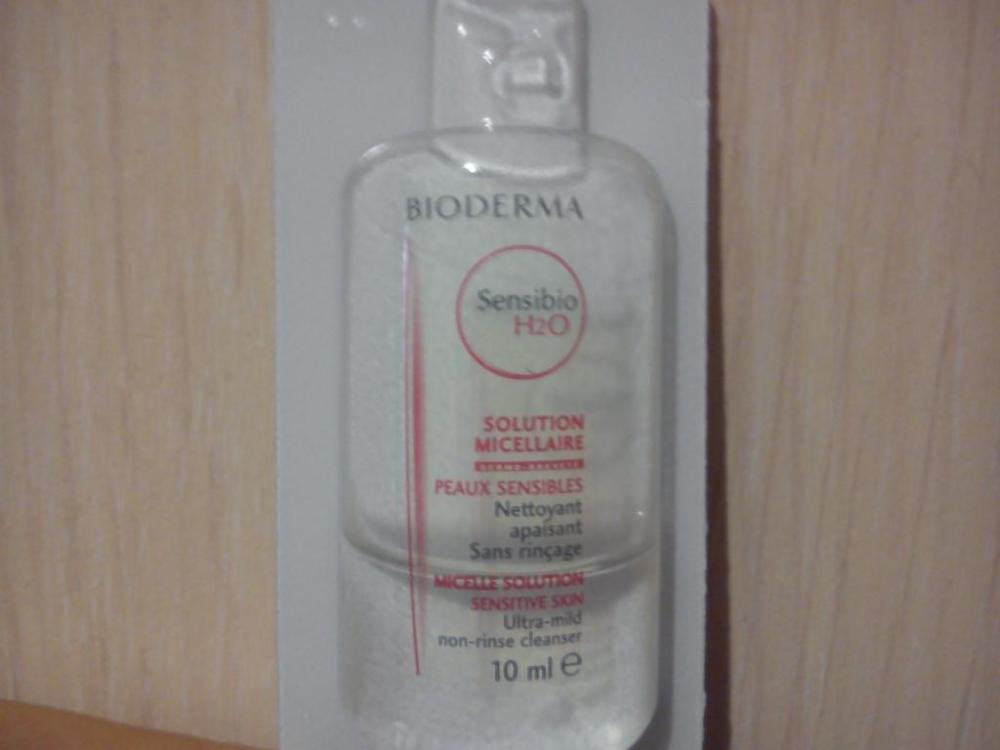 BIODERMA
Sensibio
H2O
SOLUTION
MICELLAIRE
PEAUX SENSIBLES
Nettoyant
apaisant
Sans rinçage
MICELLE SOLUTION
SENSITIVE SKIN
Ultra-mild
non-rinse cleanser
10 ml e